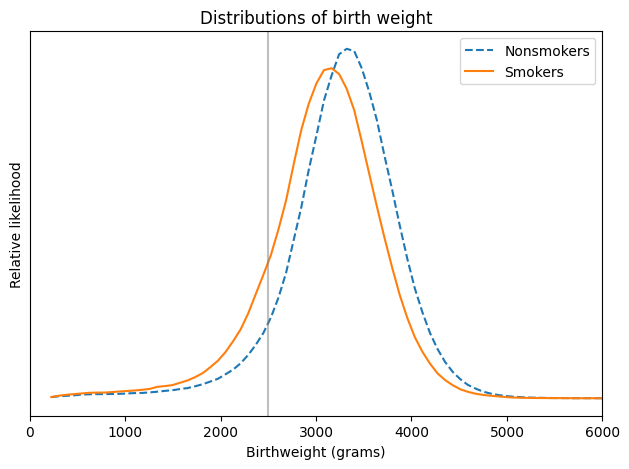 Distributions of birth weight
Nonsmokers
Smokers
Relative likelihood
0 1000 2000 3000 4000 5000 6000
Birthweight (grams)